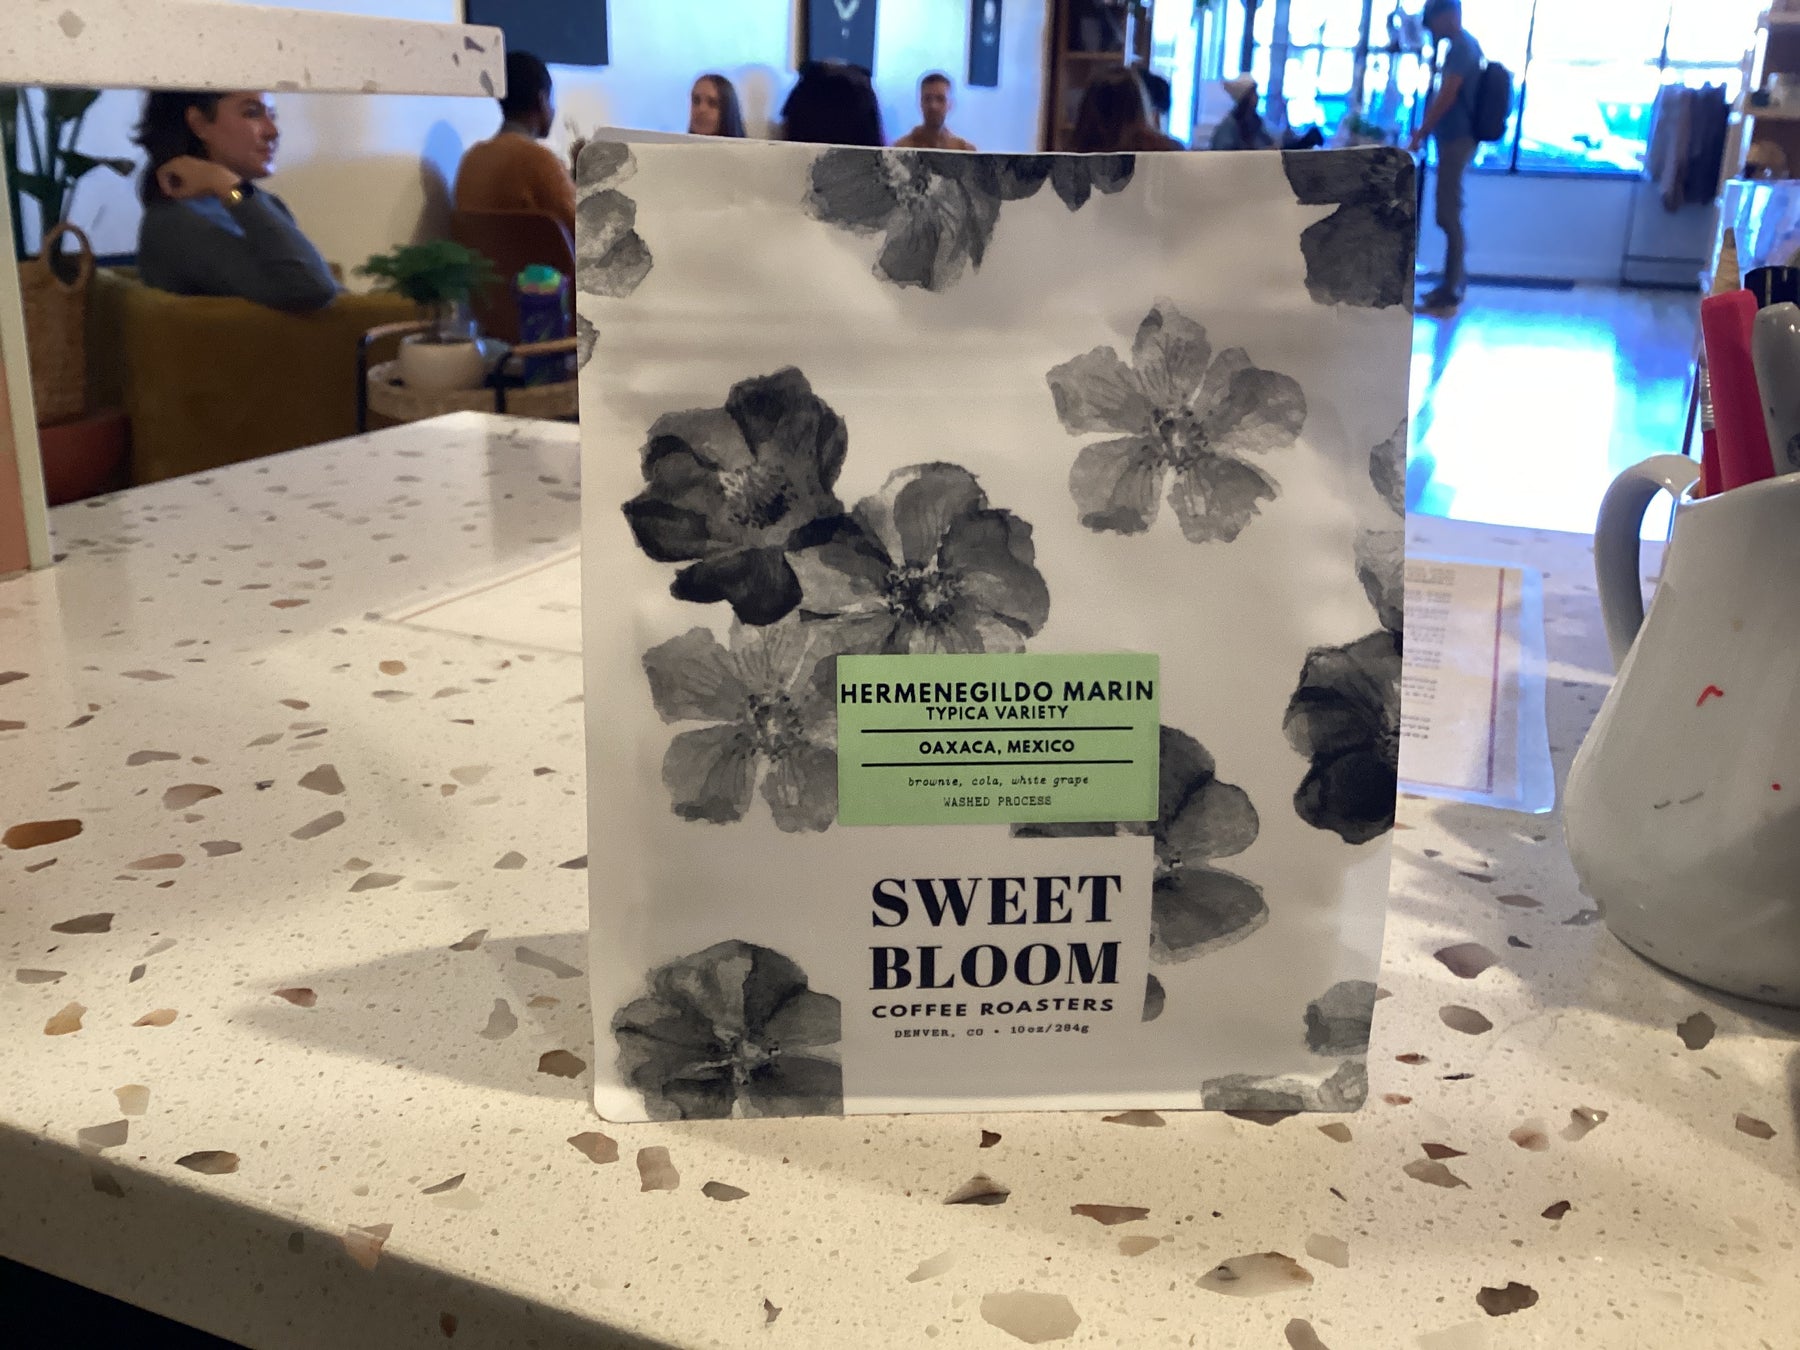 HERMENEGILDO MARIN
TYPICA VARIETY
OAXACA, MEXICO
brownie, cola, white grape
WASHED PROCESS
SWEET
BLOOM
COFFEE ROASTERS
DENVER, CO • 10oz/284g